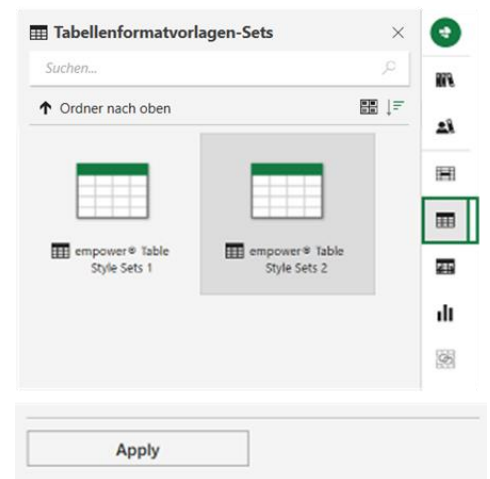 Tabellenformatvorlagen-Sets
Suchen...
Ordner nach oben
empower® Table
Style Sets 1
empower® Table
Style Sets 2
Apply